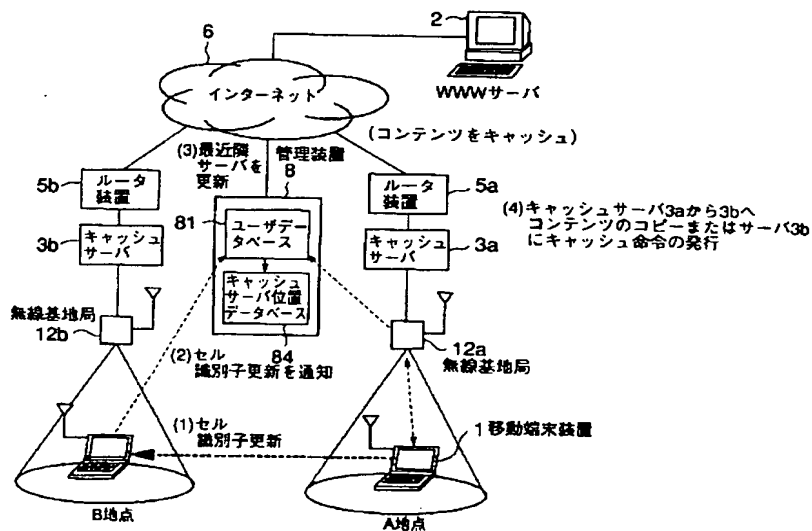 6
2
インターネット
WWWサーバ
(コンテンツをキャッシュ)
(3)最近隣
サーバを
更新
管理装置
8
5b
ルータ
装置
ルータ
装置
5a
81
ユーザデー
タベース
(4)キャッシュサーバ3aから3bへ
コンテンツのコピーまたはサーバ3b
にキャッシュ命令の発行
3b
キャッシュ
サーバ
キャッシュ
サーバ位置
データベース
84
キャッシュ
サーバ
3a
無線基地局
12b
12a
無線基地局
(2)セル
識別子更新を通知
(1)セル
識別子更新
1移動端末装置
B地点
A地点